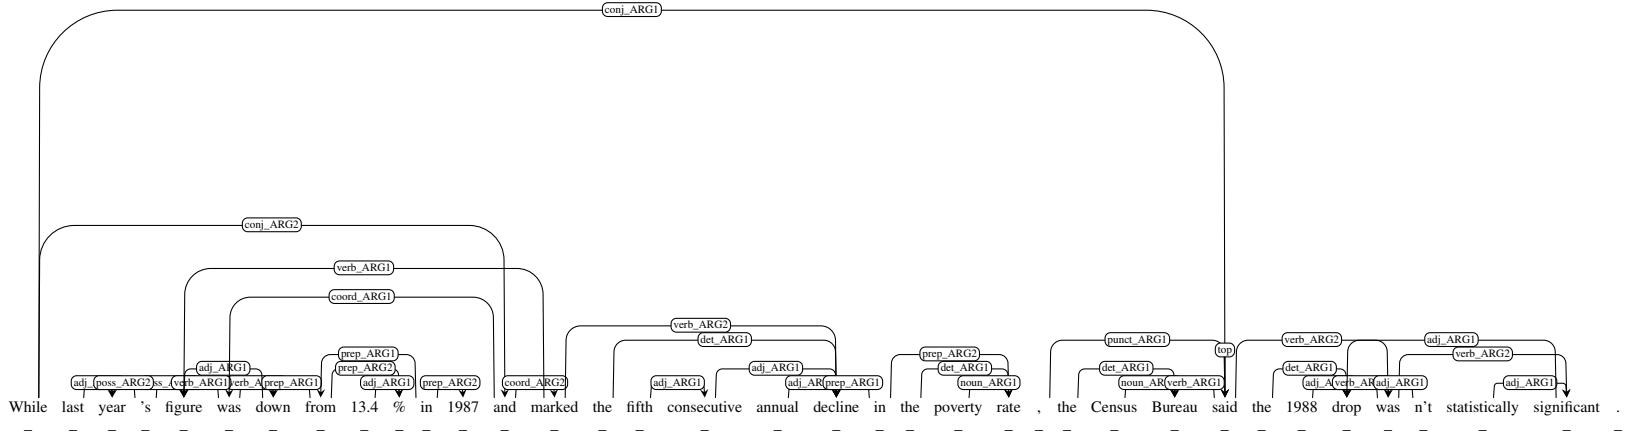 conj_ARG1
conj_ARG2
verb_ARG1
coord_ARG1
verb_ARG2
det_ARG1 punct_ARG1 verb_ARG2 adj_ARG1
top
prep_ARG1 prep_ARG2 verb_ARG2
adj_ARG1 prep_ARG2 adj_ARG1 det_ARG1 det_ARG1 det_ARG1
poss_ARG2 verb_ARG1 prep_ARG1 adj_ARG1 prep_ARG2 coord_ARG2 adj_ARG1 prep_ARG1 noun_ARG1 verb_ARG1 adj_ARG1 adj_ARG1
While last year 's figure was down from 13.4 % in 1987 and marked the fifth consecutive annual decline in the poverty rate , the Census Bureau said the 1988 drop was n't statistically significant .
_ _ _ _ _ _ _ _ _ _ _ _ _ _ _ _ _ _ _ _ _ _ _ _ _ _ _ _ _ _ _ _ _ _ _ _